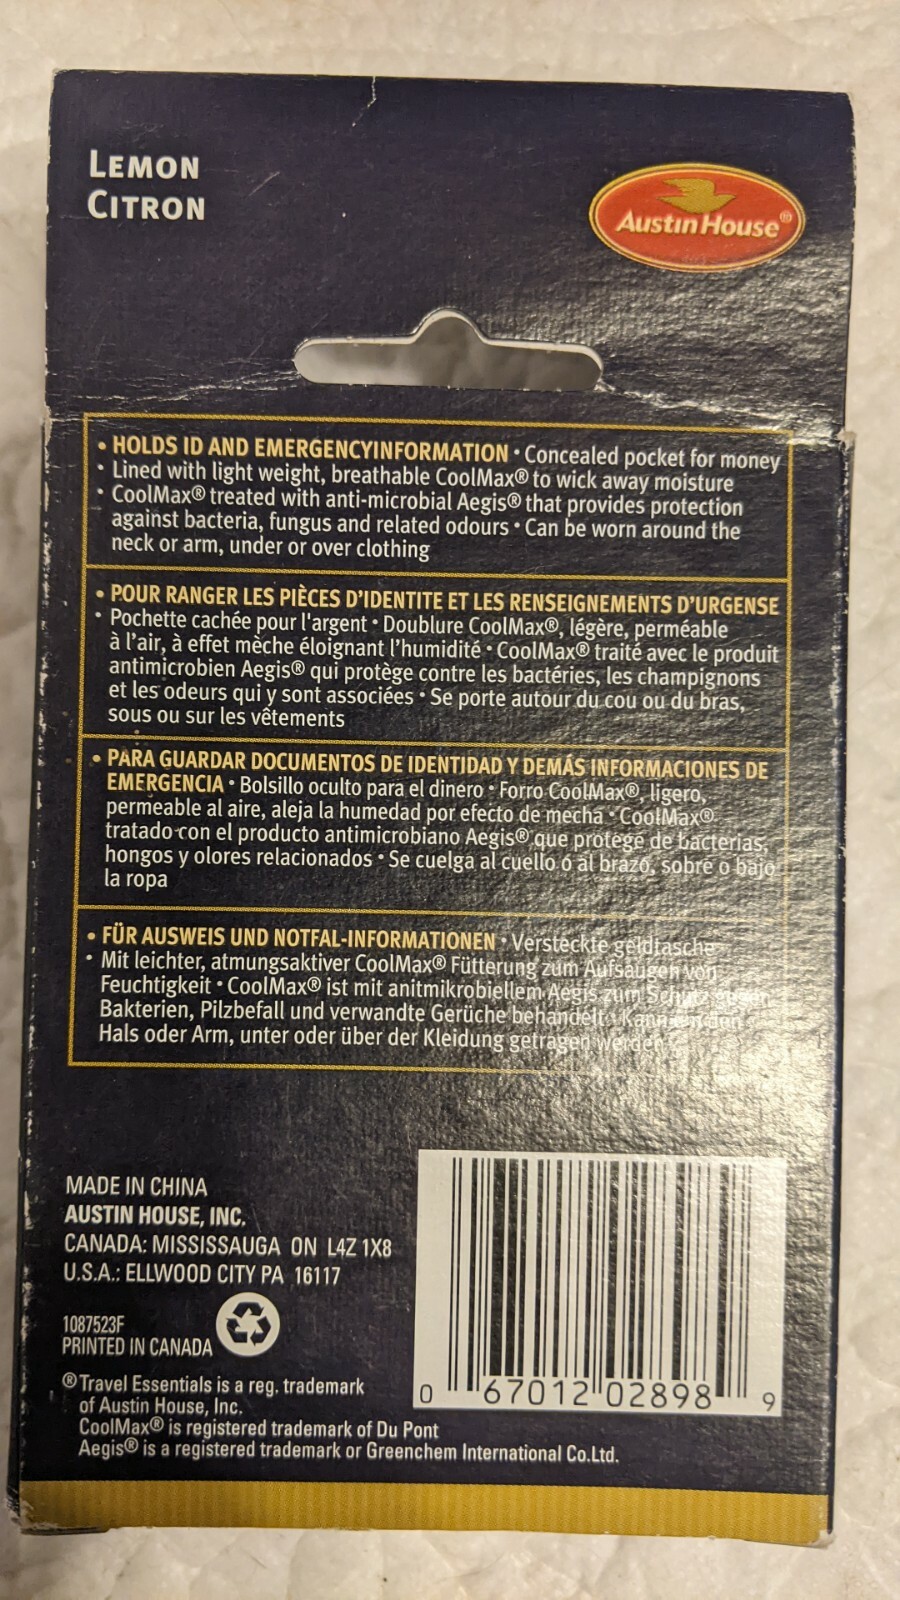 LEMON
CITRON
Austin House®
• HOLDS ID AND EMERGENCYINFORMATION • Concealed pocket for money
• Lined with light weight, breathable CoolMax® to wick away moisture
• CoolMax® treated with anti-microbial Aegis® that provides protection
against bacteria, fungus and related odours • Can be worn around the
neck or arm, under or over clothing
• POUR RANGER LES PIÈCES D'IDENTITE ET LES RENSEIGNEMENTS D'URGENSE
• Pochette cachée pour l'argent • Doublure CoolMax®, légère, perméable
à l'air, à effet mèche éloignant l'humidité • CoolMax® traité avec le produit
antimicrobien Aegis® qui protège contre les bactéries, les champignons
et les odeurs qui y sont associées • Se porte autour du cou ou du bras,
sous ou sur les vêtements
• PARA GUARDAR DOCUMENTOS DE IDENTIDAD Y DEMÁS INFORMACIONES DE
EMERGENCIA • Bolsillo oculto para el dinero • Forro CoolMax®, ligero,
permeable al aire, aleja la humedad por efecto de mecha • CoolMax®
tratado con el producto antimicrobiano Aegis® que protege de bacterias,
hongos y olores relacionados • Se cuelga al cuello o al brazo, sobre o bajo
la ropa
• FÜR AUSWEIS UND NOTFAL-INFORMATIONEN • Versteckte geldtasche
• Mit leichter, atmungsaktiver CoolMax® Fütterung zum Aufsaugen von
Feuchtigkeit • CoolMax® ist mit anitmikrobiellem Aegis zum Schutz gegen
Bakterien, Pilzbefall und verwandte Gerüche behandelt • Kann um den
Hals oder Arm, unter oder über der Kleidung getragen werden
MADE IN CHINA
AUSTIN HOUSE, INC.
CANADA: MISSISSAUGA ON L4Z 1X8
U.S.A.: ELLWOOD CITY PA 16117
1087523F
PRINTED IN CANADA
® Travel Essentials is a reg. trademark
of Austin House, Inc.
CoolMax® is registered trademark of Du Pont
Aegis® is a registered trademark or Greenchem International Co.Ltd.
0 67012 02898 9